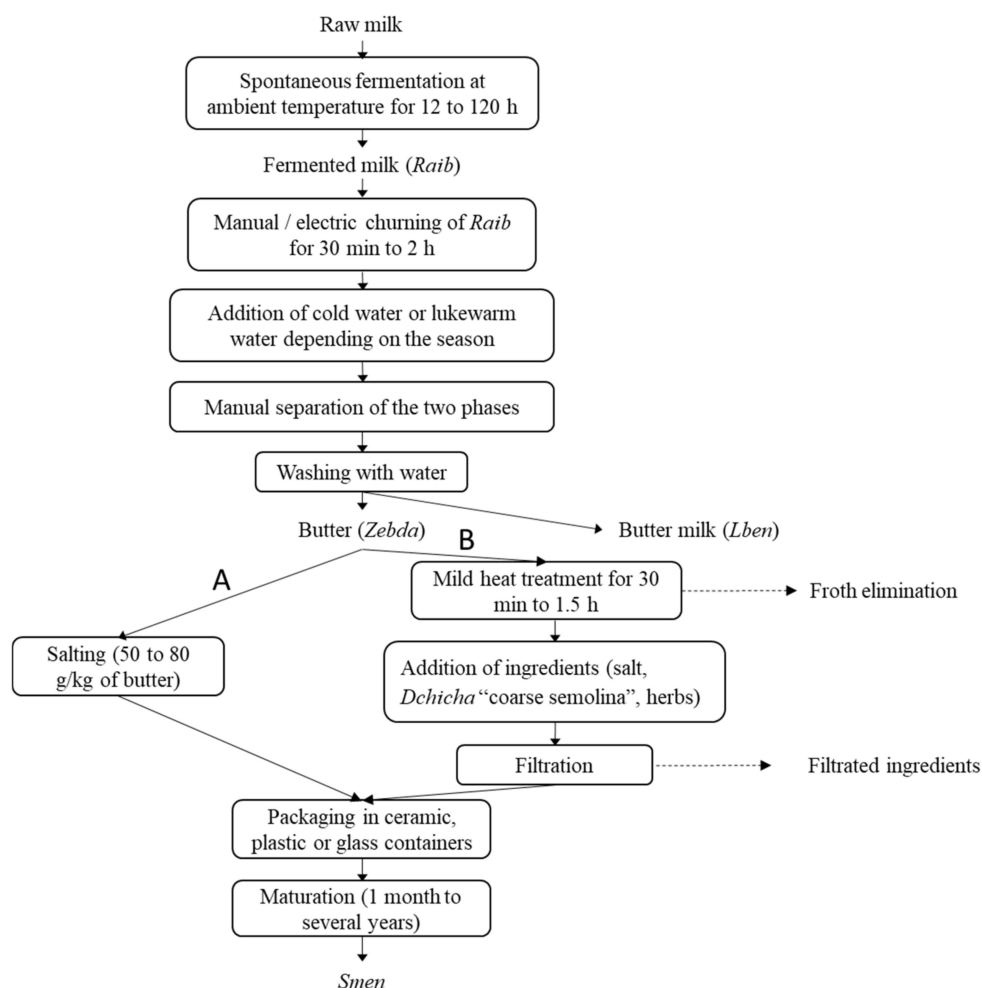 Raw milk
Spontaneous fermentation at
ambient temperature for 12 to 120 h
Fermented milk (Raib)
Manual / electric churning of Raib
for 30 min to 2 h
Addition of cold water or lukewarm
water depending on the season
Manual separation of the two phases
Washing with water
Butter (Zebda)
Butter milk (Lben)
A
B
Mild heat treatment for 30
min to 1.5 h
Froth elimination
Salting (50 to 80
g/kg of butter)
Addition of ingredients (salt,
Dchicha “coarse semolina”, herbs)
Filtration
Filtrated ingredients
Packaging in ceramic,
plastic or glass containers
Maturation (1 month to
several years)
Smen